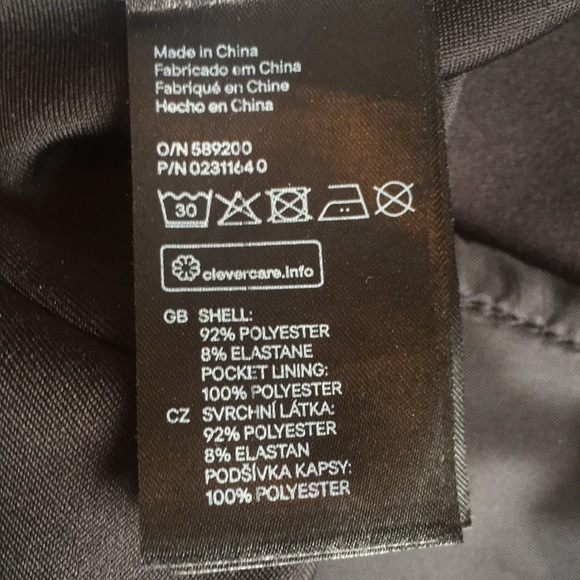 Made in China
Fabricado em China
Fabriqué en Chine
Hecho en China
O/N 589200
P/N 02311640
30
clevercare.info
GB SHELL:
92% POLYESTER
8% ELASTANE
POCKET LINING:
100% POLYESTER
CZ SVRCHNÍ LÁTKA:
92% POLYESTER
8% ELASTAN
PODŠÍVKA KAPSY:
100% POLYESTER